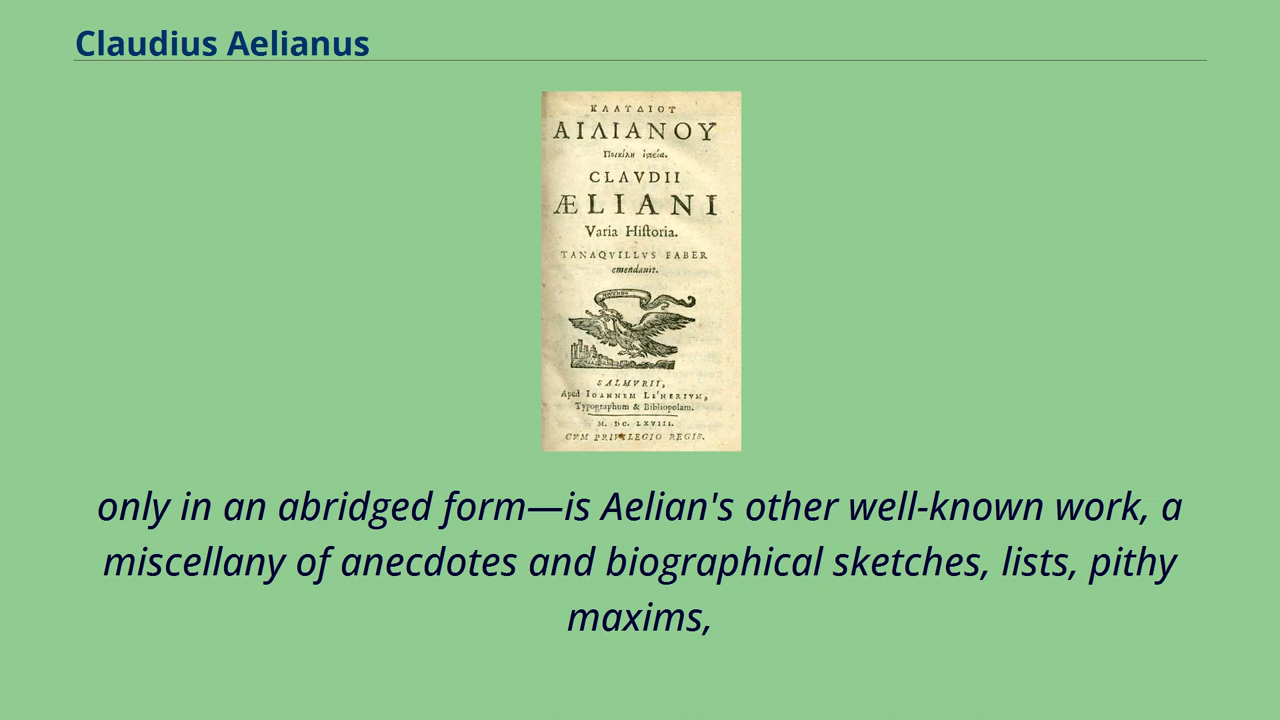 Claudius Aelianus
ΚΛΑΥΔΙΟΥ
ΑΙΛΙΑΝΟΥ
Ποικίλη
CLAVDII
ÆLIANI
Varia Hiſtoria.
TANAQVILLVS FABER
emendauit.
SALMVRII,
Apud IOANNEM
Typographum & Bibliopolam.
M. DC. LXVIII.
CVM PRIVILEGIO REGIS.
only in an abridged form—is Aelian's other well-known work, a
miscellany of anecdotes and biographical sketches, lists, pithy
maxims,